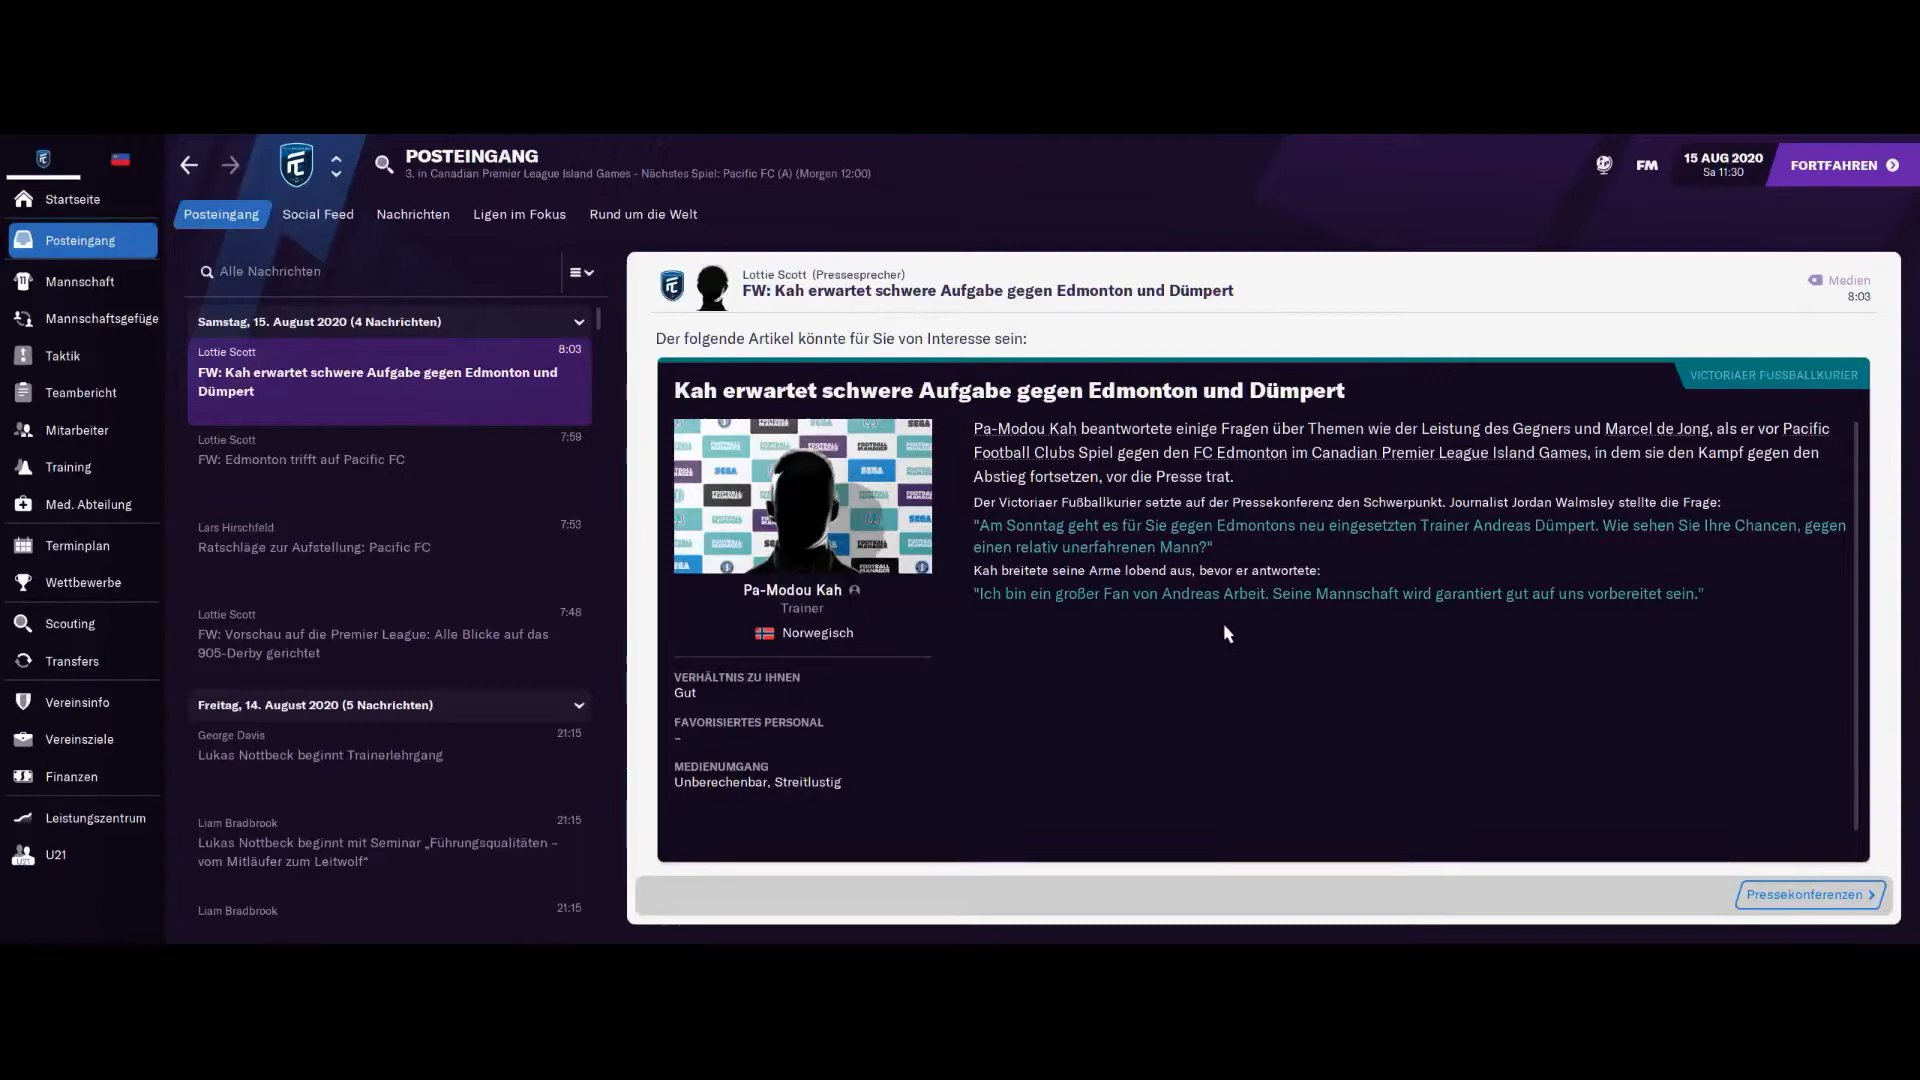 POSTEINGANG
3. in Canadian Premier League Island Games - Nächstes Spiel: Pacific FC (A) (Morgen 12:00)
FM
15 AUG 2020
Sa 11:30
FORTFAHREN
Startseite
Posteingang
Mannschaft
Mannschaftsgefüge
Taktik
Teambericht
Mitarbeiter
Training
Med. Abteilung
Terminplan
Wettbewerbe
Scouting
Transfers
Vereinsinfo
Vereinsziele
Finanzen
Leistungszentrum
U21
Posteingang
Social Feed
Nachrichten
Ligen im Fokus
Rund um die Welt
Alle Nachrichten
Samstag, 15. August 2020 (4 Nachrichten)
Lottie Scott 8:03
FW: Kah erwartet schwere Aufgabe gegen Edmonton und
Dümpert
Lottie Scott 7:59
FW: Edmonton trifft auf Pacific FC
Lars Hirschfeld 7:53
Ratschläge zur Aufstellung: Pacific FC
Lottie Scott 7:48
FW: Vorschau auf die Premier League: Alle Blicke auf das
905-Derby gerichtet
Freitag, 14. August 2020 (5 Nachrichten)
George Davis 21:15
Lukas Nottbeck beginnt Trainerlehrgang
Liam Bradbrook 21:15
Lukas Nottbeck beginnt mit Seminar „Führungsqualitäten –
vom Mitläufer zum Leitwolf“
Liam Bradbrook 21:15
Lottie Scott (Pressesprecher)
FW: Kah erwartet schwere Aufgabe gegen Edmonton und Dümpert
Medien
8:03
Der folgende Artikel könnte für Sie von Interesse sein:
VICTORIAER FUSSBALLKURIER
Kah erwartet schwere Aufgabe gegen Edmonton und Dümpert
Pa-Modou Kah
Trainer
Norwegisch
VERHÄLTNIS ZU IHNEN
Gut
FAVORISIERTES PERSONAL
–
MEDIENUMGANG
Unberechenbar, Streitlustig
Pa-Modou Kah beantwortete einige Fragen über Themen wie der Leistung des Gegners und Marcel de Jong, als er vor Pacific
Football Clubs Spiel gegen den FC Edmonton im Canadian Premier League Island Games, in dem sie den Kampf gegen den
Abstieg fortsetzen, vor die Presse trat.
Der Victoriaer Fußballkurier setzte auf der Pressekonferenz den Schwerpunkt. Journalist Jordan Walmsley stellte die Frage:
"Am Sonntag geht es für Sie gegen Edmontons neu eingesetzten Trainer Andreas Dümpert. Wie sehen Sie Ihre Chancen, gegen
einen relativ unerfahrenen Mann?"
Kah breitete seine Arme lobend aus, bevor er antwortete:
"Ich bin ein großer Fan von Andreas Arbeit. Seine Mannschaft wird garantiert gut auf uns vorbereitet sein."
Pressekonferenzen